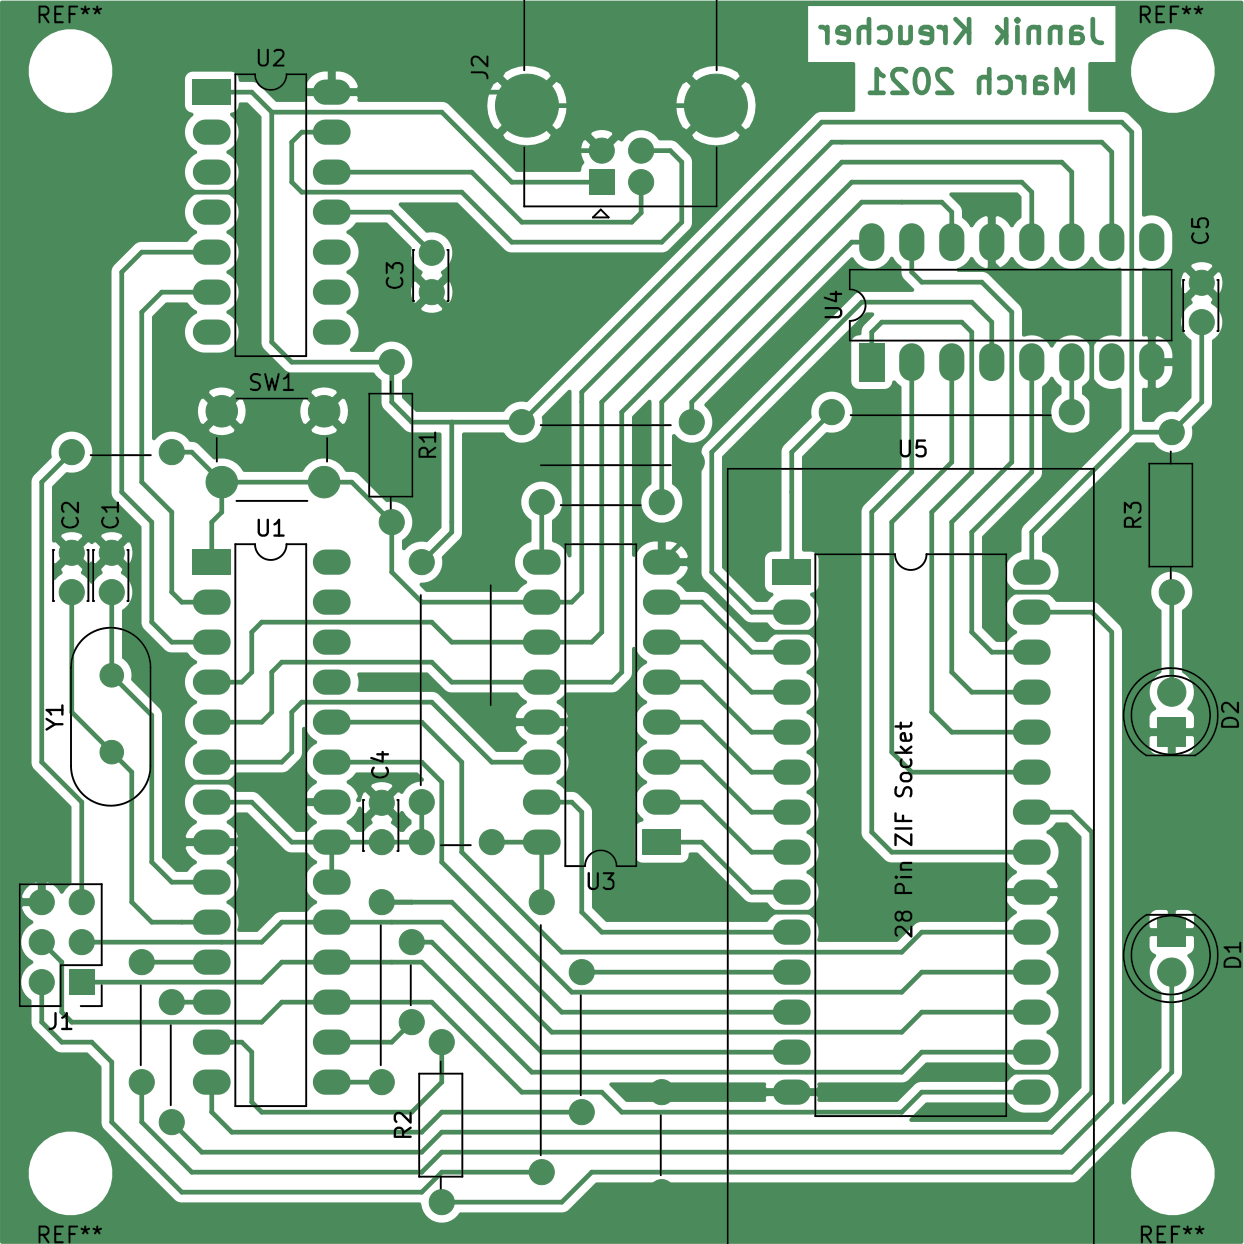 REF**
Jannik Kreucher
REF**
March 2021
U2
J2
C5
C3
U4
SW1
R1
U5
C2
C1
U1
R3
Y1
D2
C4
28 Pin ZIF Socket
U3
D1
J1
R2
REF**
REF**